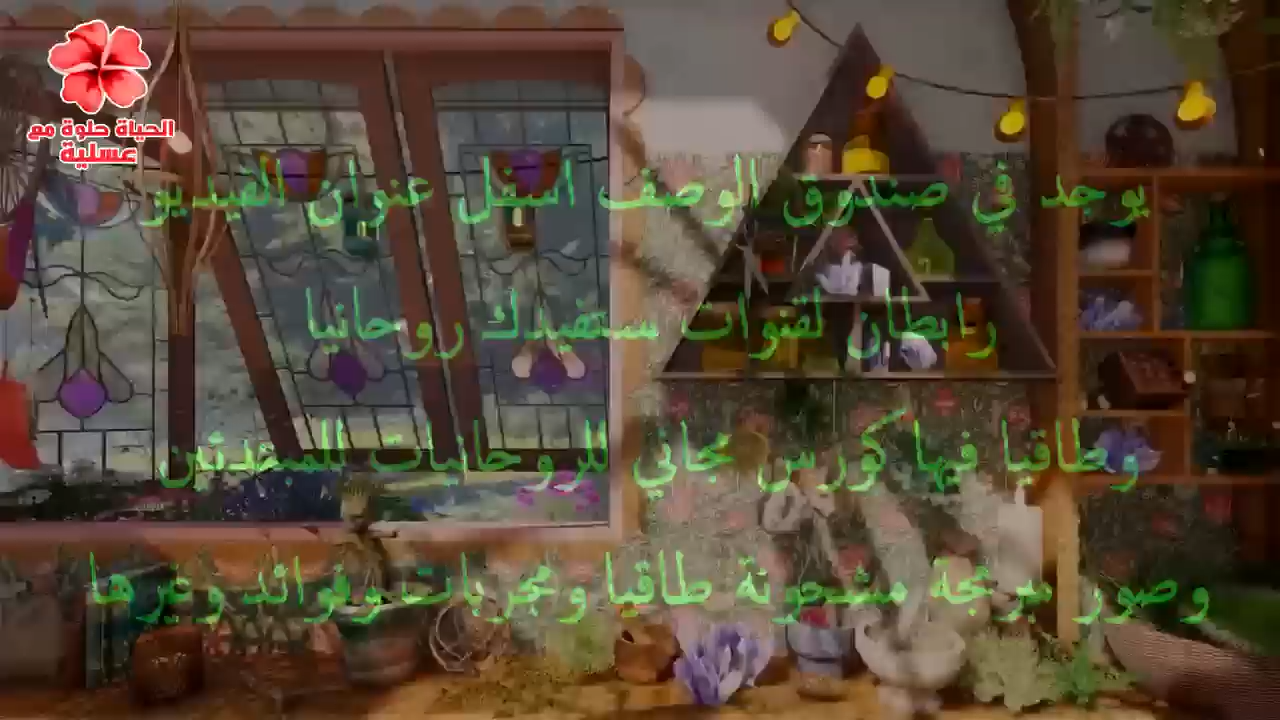 الحياة حلوة مع
عسلية
يوجد في صندوق الوصف اسفل عنوان الفيديو
رابطان لقنوات ستفيدك روحانيا
وطاقيا فيها كورس مجاني للروحانيات للمبتدئين
وصور مبرمجة مشحونة طاقيا ومجربات وفوائد وغيرها